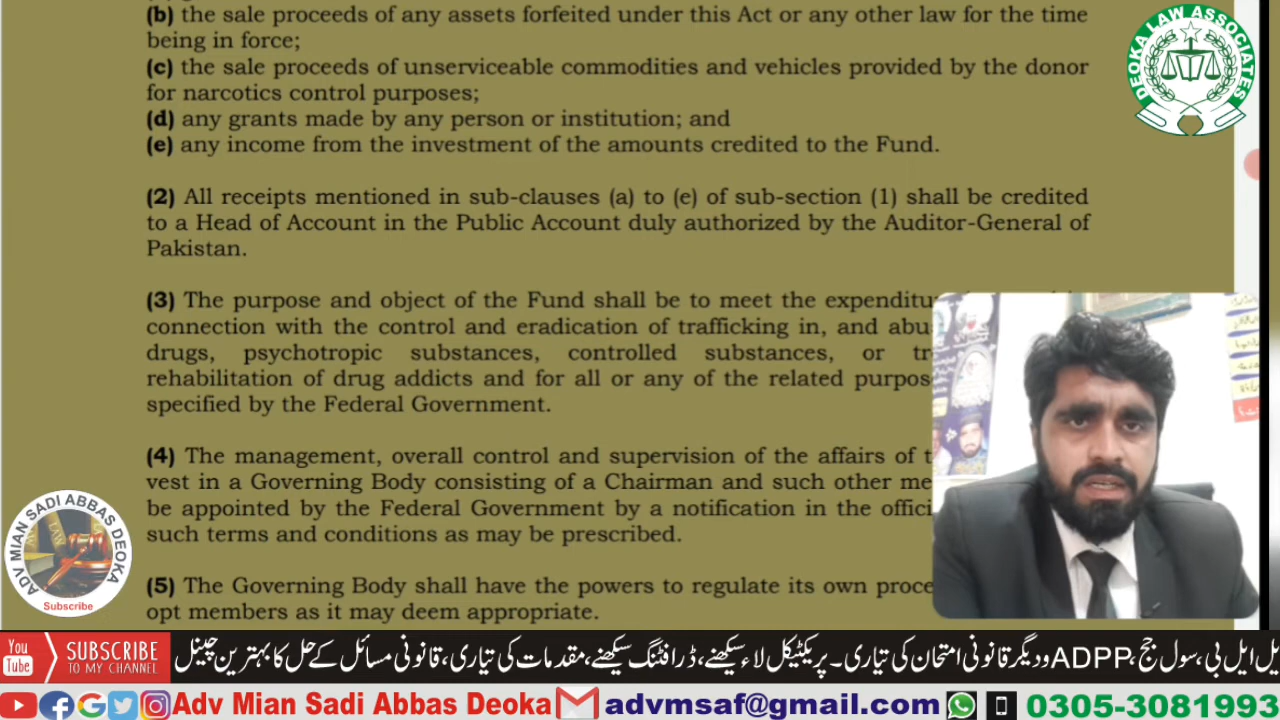 (b) the sale proceeds of any assets forfeited under this Act or any other law for the time
being in force;
(c) the sale proceeds of unserviceable commodities and vehicles provided by the donor
for narcotics control purposes;
(d) any grants made by any person or institution; and
(e) any income from the investment of the amounts credited to the Fund.
(2) All receipts mentioned in sub-clauses (a) to (e) of sub-section (1) shall be credited
to a Head of Account in the Public Account duly authorized by the Auditor-General of
Pakistan.
(3) The purpose and object of the Fund shall be to meet the
connection with the control and eradication of trafficking in, and
drugs, psychotropic substances, controlled substances, or
rehabilitation of drug addicts and for all or any of the related
specified by the Federal Government.
(4) The management, overall control and supervision of the affairs of
vest in a Governing Body consisting of a Chairman and such other
be appointed by the Federal Government by a notification in the
such terms and conditions as may be prescribed.
(5) The Governing Body shall have the powers to regulate its own
opt members as it may deem appropriate.
DEOKA LAW ASSOCIATES
ADV MIAN SADI ABBAS DEOKA
Subscribe
You
Tube
SUBSCRIBE
TO MY CHANNEL
ایل بی، سول جج، ADPP ودیگر قانونی امتحان کی تیاری۔ پریکٹیکل لاء سیکھنے، ڈرافٹنگ سیکھنے، مقدمات کی تیاری، قانونی مسائل کے حل کا بہترین چینل
Adv Mian Sadi Abbas Deoka
advmsaf@gmail.com
0305-3081993